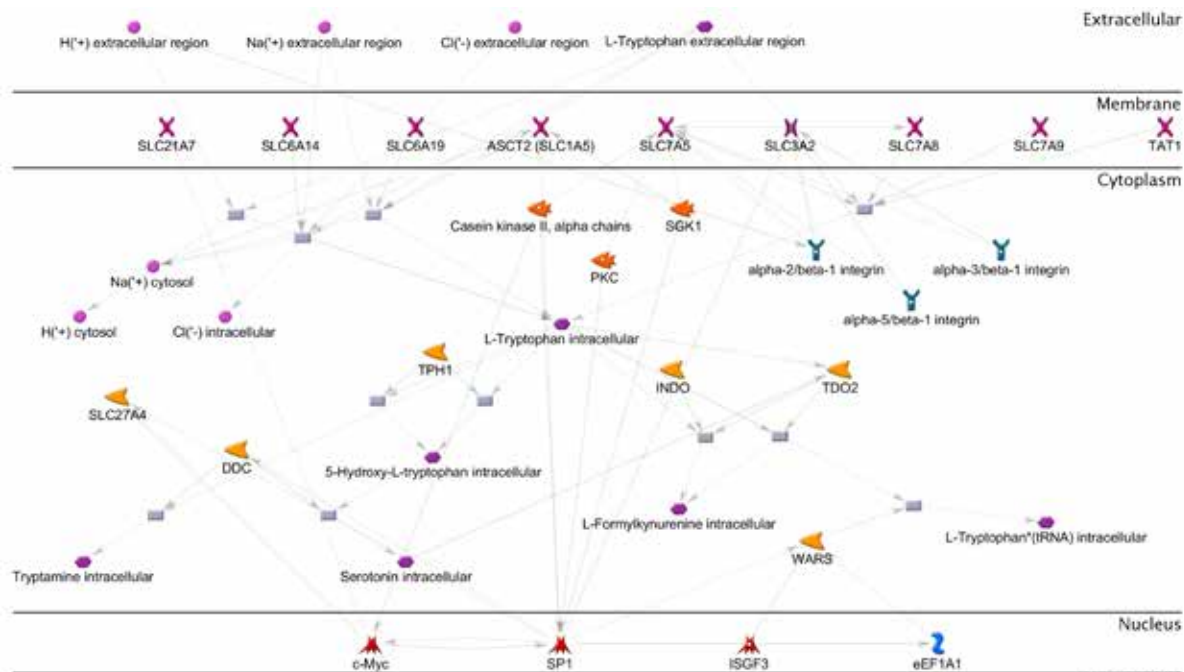 Extracellular
H('+) extracellular region
Na('+) extracellular region
Cl('-) extracellular region
L-Tryptophan extracellular region
Membrane
SLC21A7
SLC6A14
SLC6A19
ASCT2 (SLC1A5)
SLC7A5
SLC3A2
SLC7A8
SLC7A9
TAT1
Cytoplasm
Casein kinase II, alpha chains
SGK1
PKC
alpha-2/beta-1 integrin
alpha-3/beta-1 integrin
Na('+) cytosol
alpha-5/beta-1 integrin
H('+) cytosol
Cl('-) intracellular
L-Tryptophan intracellular
TPH1
INDO
TDO2
SLC27A4
DDC
5-Hydroxy-L-tryptophan intracellular
L-Formylkynurenine intracellular
L-Tryptophan*(tRNA) intracellular
WARS
Tryptamine intracellular
Serotonin intracellular
Nucleus
c-Myc
SP1
ISGF3
eEF1A1